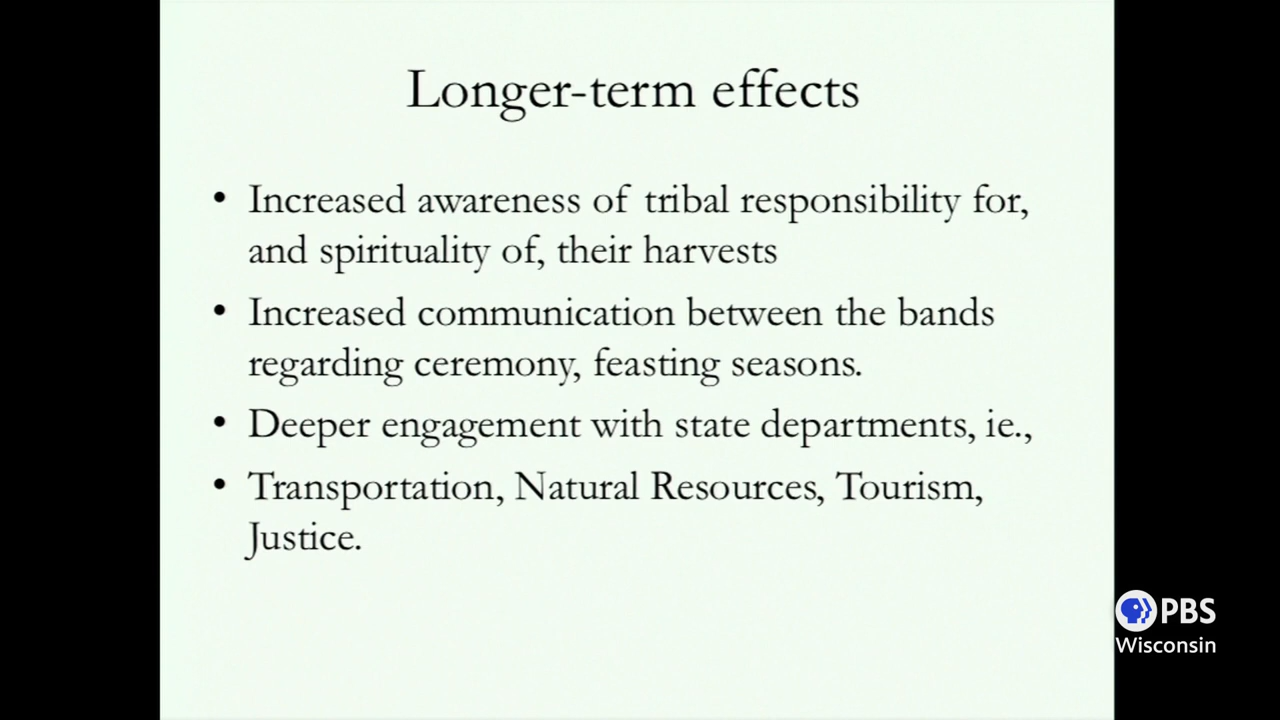 Longer-term effects
• Increased awareness of tribal responsibility for,
and spirituality of, their harvests
• Increased communication between the bands
regarding ceremony, feasting seasons.
• Deeper engagement with state departments, ie.,
• Transportation, Natural Resources, Tourism,
Justice.
PBS
Wisconsin